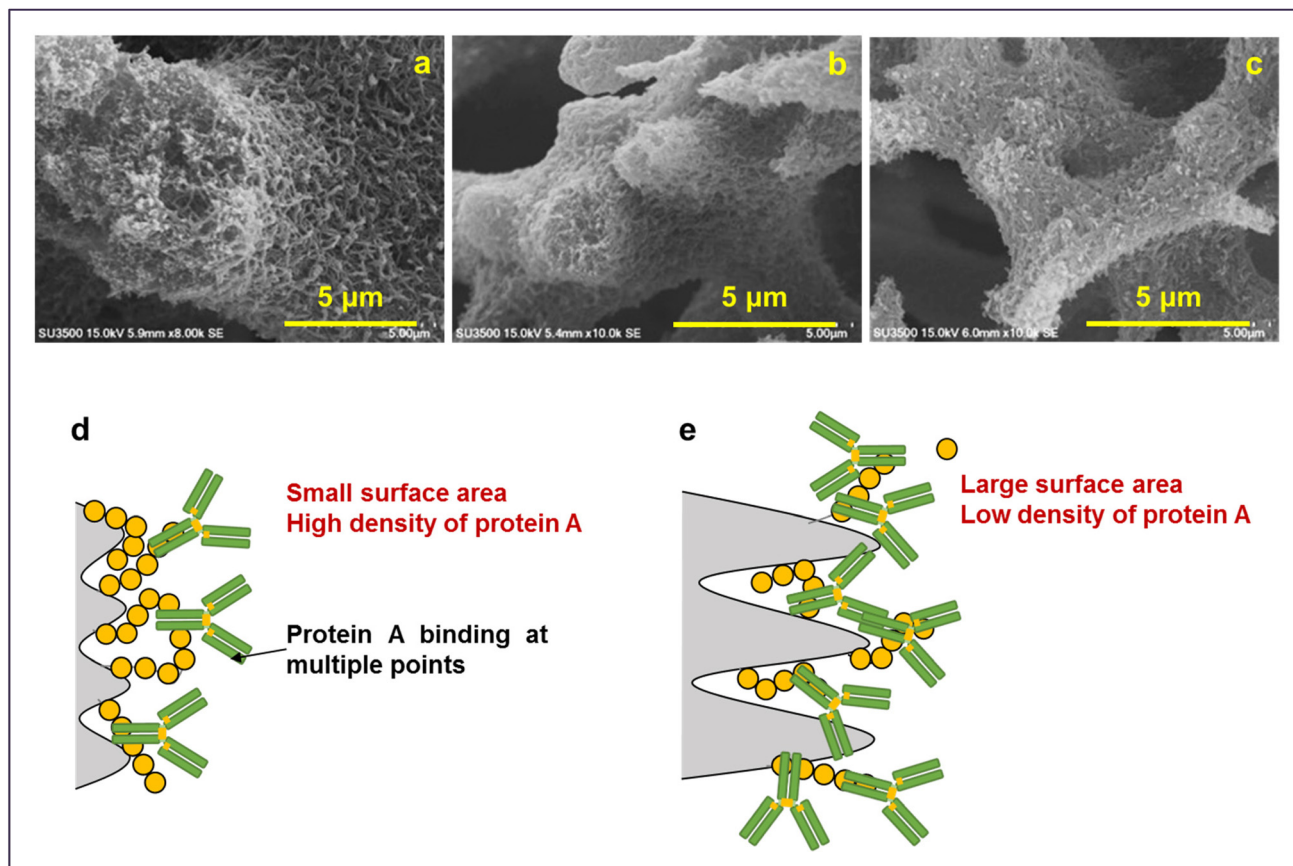 a
b
c
5 µm
5 µm
5 µm
SU3500 15.0kV 5.9mm x8.00k SE 5.00µm
SU3500 15.0kV 5.4mm x10.0k SE 5.00µm
SU3500 15.0kV 6.0mm x10.0k SE 5.00µm
d
Small surface area
High density of protein A
Protein A binding at
multiple points
e
Large surface area
Low density of protein A